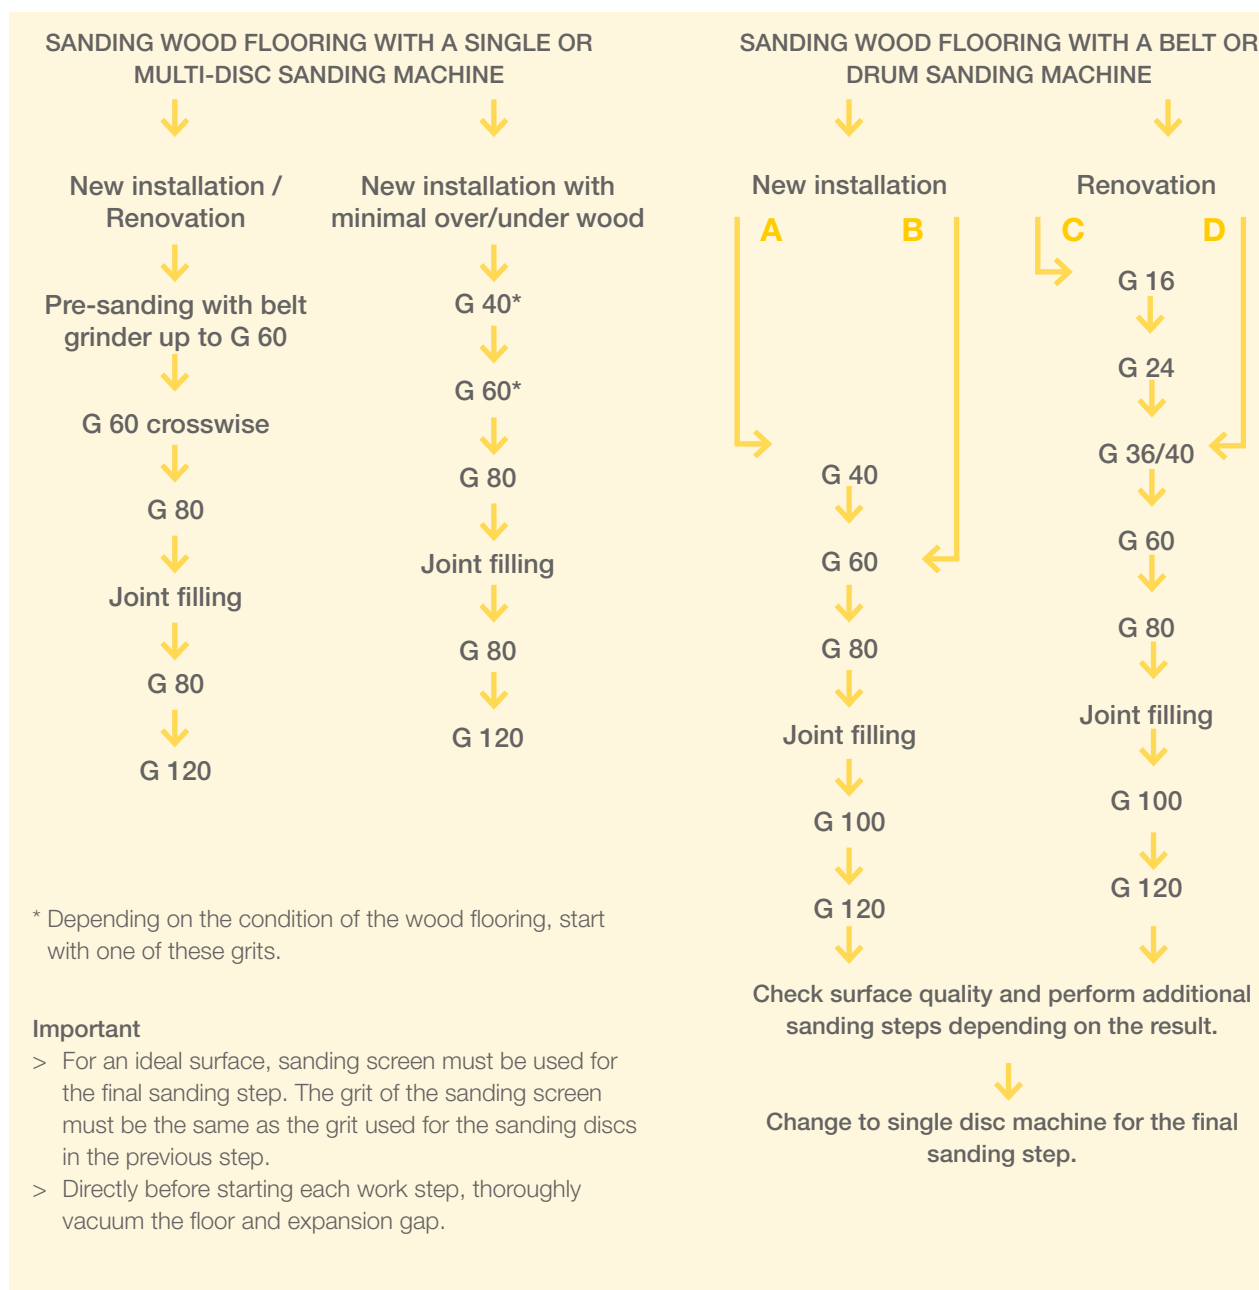 SANDING WOOD FLOORING WITH A SINGLE OR
MULTI-DISC SANDING MACHINE
New installation /
Renovation
Pre-sanding with belt
grinder up to G 60
G 60 crosswise
G 80
Joint filling
G 80
G 120
New installation with
minimal over/under wood
G 40*
G 60*
G 80
Joint filling
G 80
G 120
* Depending on the condition of the wood flooring, start
with one of these grits.
Important
> For an ideal surface, sanding screen must be used for
the final sanding step. The grit of the sanding screen
must be the same as the grit used for the sanding discs
in the previous step.
> Directly before starting each work step, thoroughly
vacuum the floor and expansion gap.
SANDING WOOD FLOORING WITH A BELT OR
DRUM SANDING MACHINE
New installation
A B
G 40
G 60
G 80
Joint filling
G 100
G 120
Renovation
C D
G 16
G 24
G 36/40
G 60
G 80
Joint filling
G 100
G 120
Check surface quality and perform additional
sanding steps depending on the result.
Change to single disc machine for the final
sanding step.